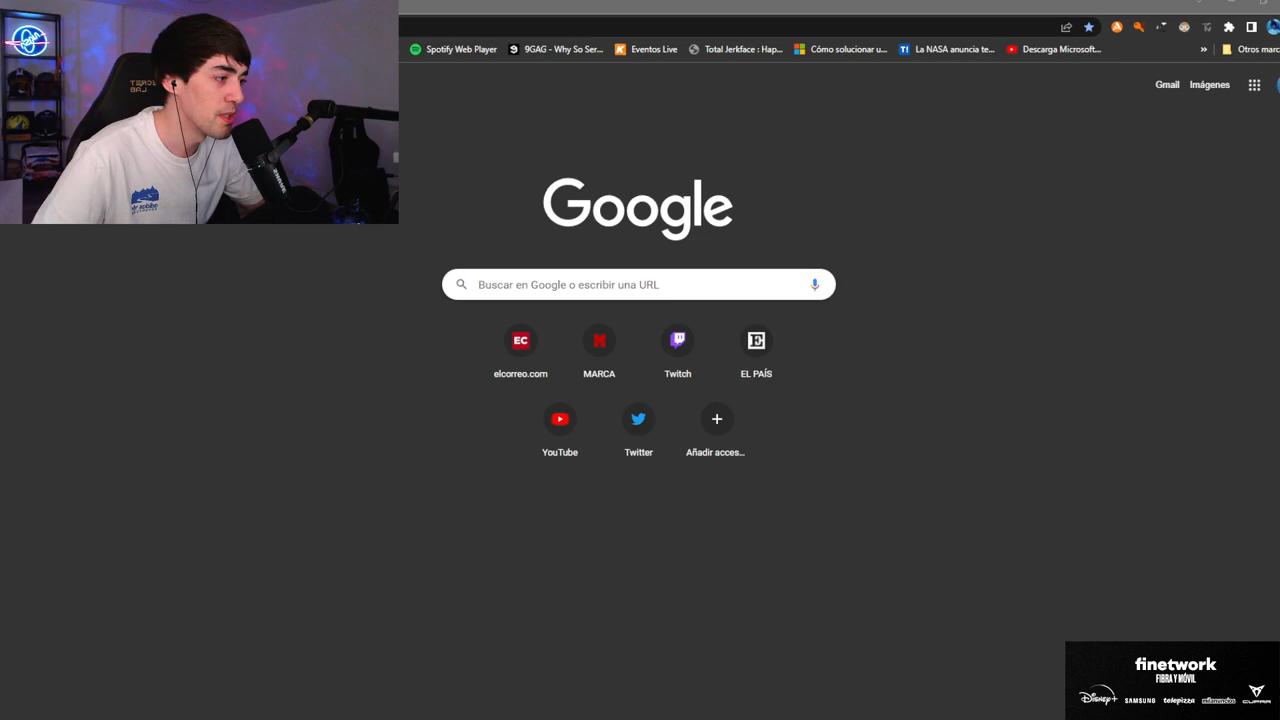 Spotify Web Player
9GAG - Why So Ser...
Eventos Live
Total Jerkface : Hap...
Cómo solucionar u...
La NASA anuncia te...
Descarga Microsoft...
»
Otros marc
Gmail
Imágenes
Google
Buscar en Google o escribir una URL
EC
elcorreo.com
MARCA
Twitch
E
EL PAÍS
YouTube
Twitter
Añadir acces...
finetwork
FIBRA Y MÓVIL
Disney+
SAMSUNG
telepizza
milanuncios
CUPRA